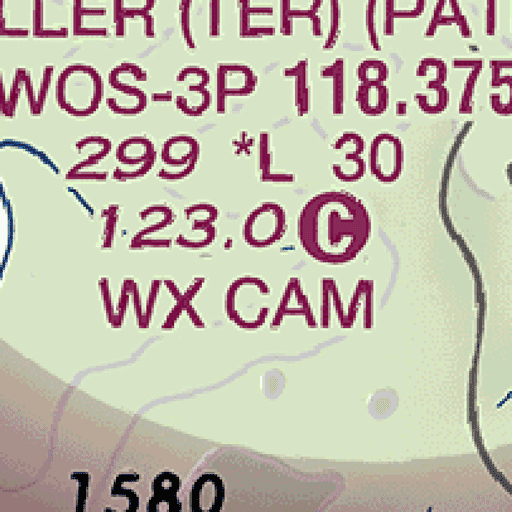 LLER (TER) (PAT
WOS-3P 118.375
299 *L 30
123.0 C
WX CAM
1580